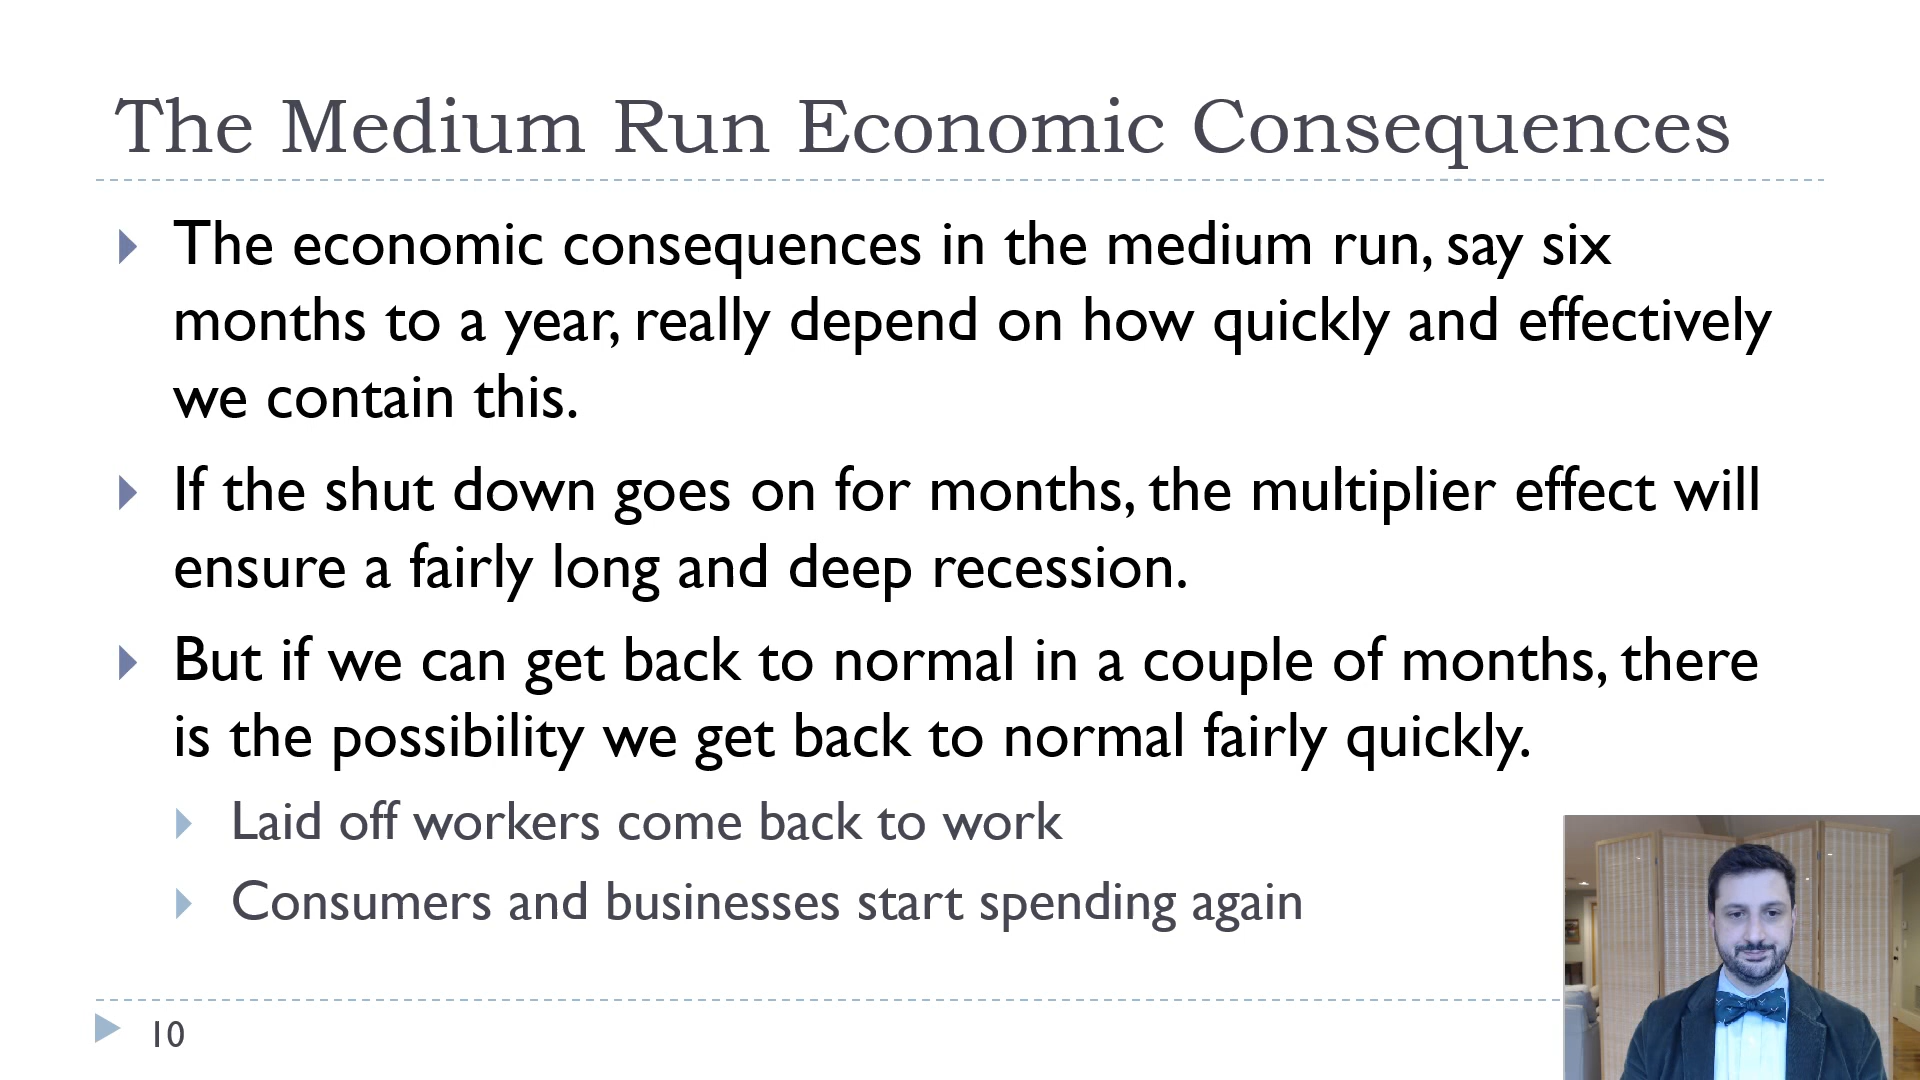 The Medium Run Economic Consequences
The economic consequences in the medium run, say six
months to a year, really depend on how quickly and effectively
we contain this.
If the shut down goes on for months, the multiplier effect will
ensure a fairly long and deep recession.
But if we can get back to normal in a couple of months, there
is the possibility we get back to normal fairly quickly.
Laid off workers come back to work
Consumers and businesses start spending again
10